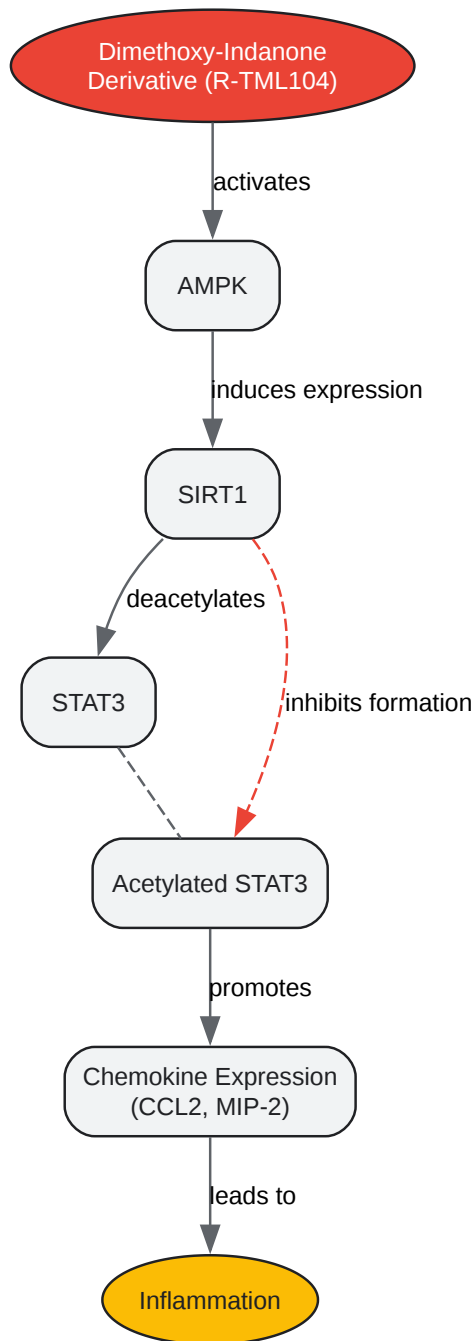 Dimethoxy-Indanone
Derivative (R-TML104)
activates
AMPK
induces expression
SIRT1
deacetylates
STAT3
inhibits formation
Acetylated STAT3
promotes
Chemokine Expression
(CCL2, MIP-2)
leads to
Inflammation